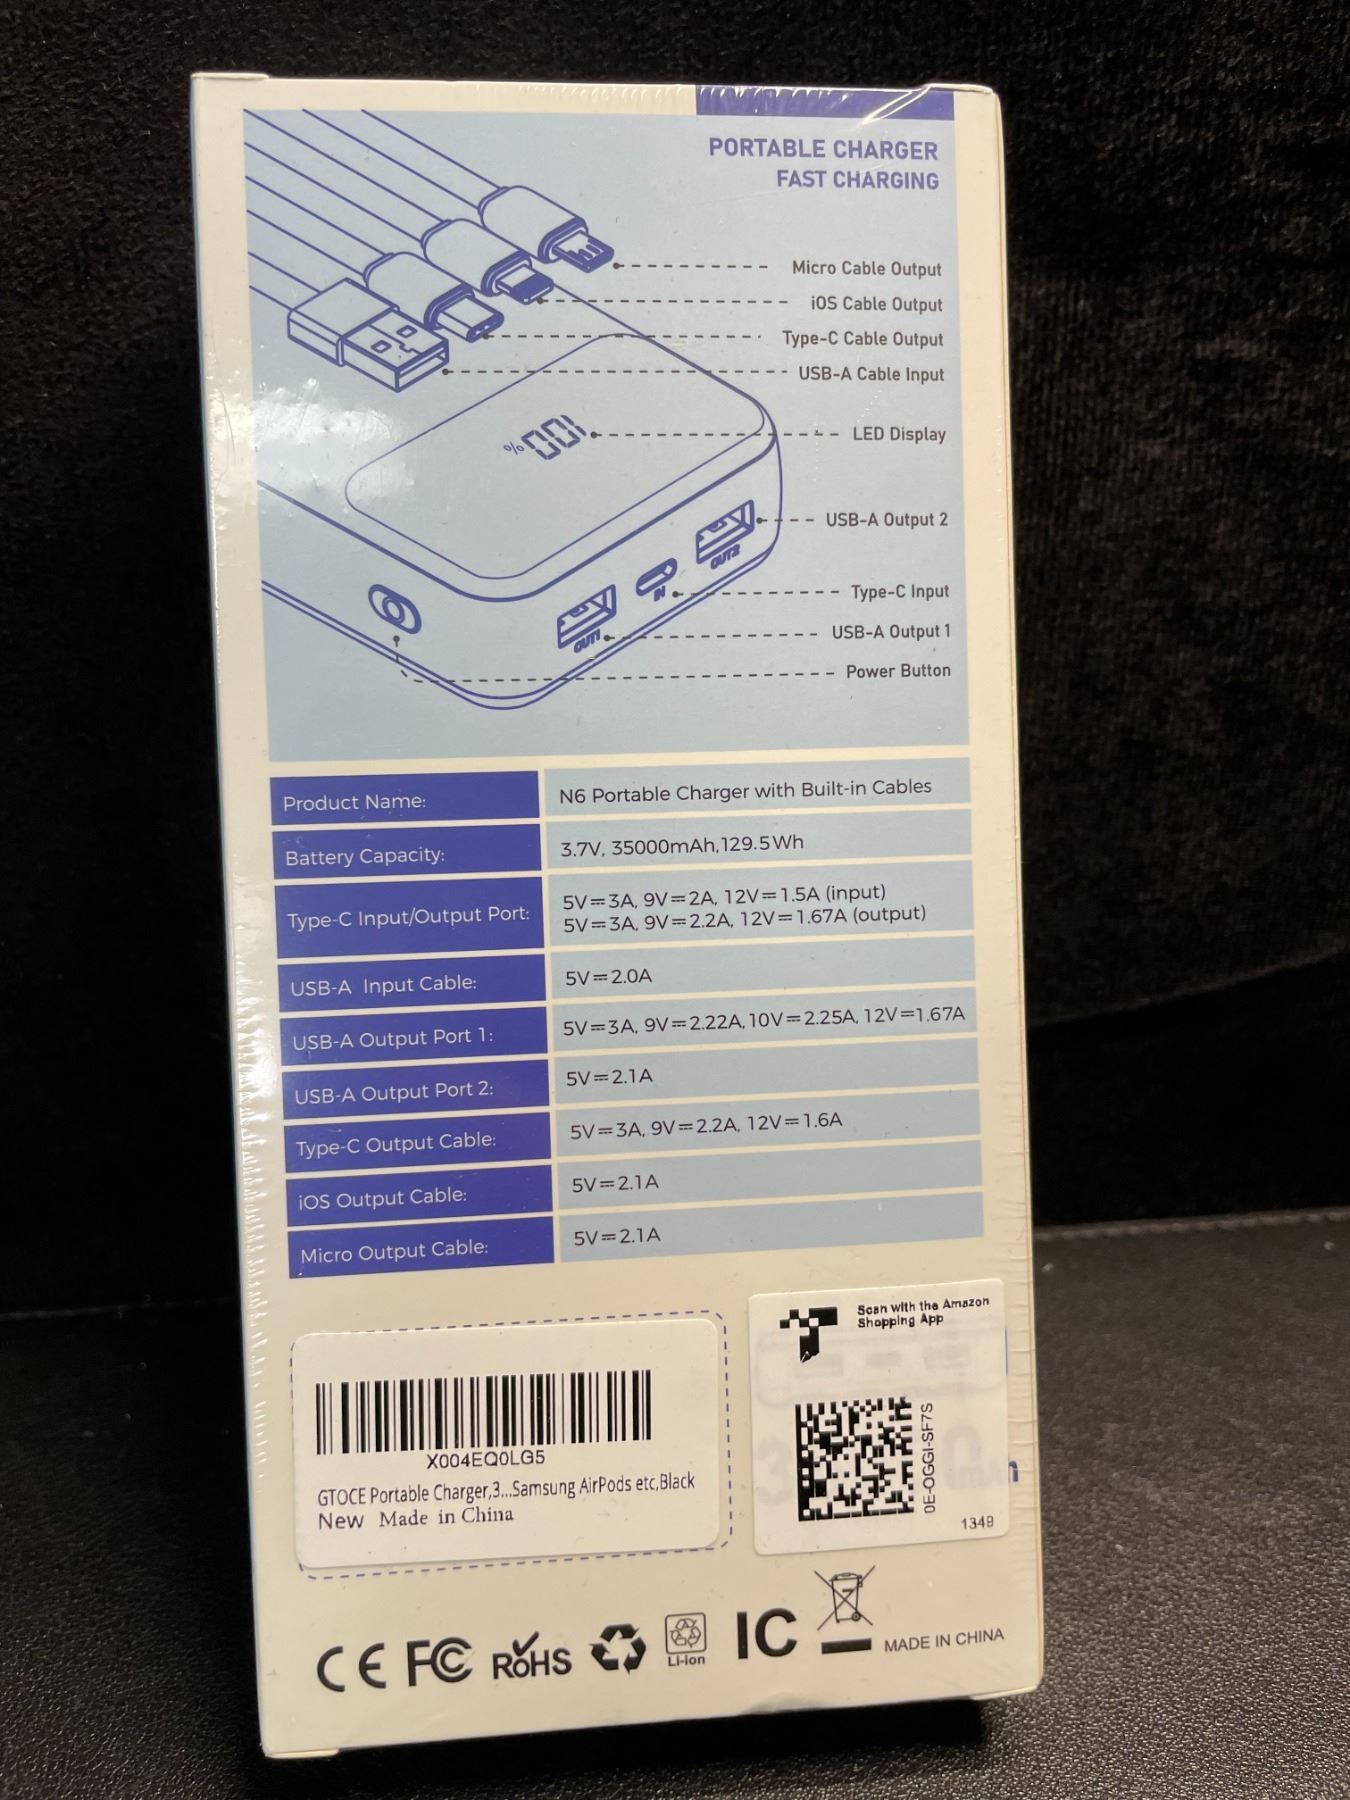 PORTABLE CHARGER
FAST CHARGING
Micro Cable Output
iOS Cable Output
Type-C Cable Output
USB-A Cable Input
100%
LED Display
USB-A Output 2
OUT2
Type-C Input
IN
USB-A Output 1
OUT1
Power Button
Product Name: N6 Portable Charger with Built-in Cables
Battery Capacity: 3.7V, 35000mAh,129.5Wh
Type-C Input/Output Port: 5V⎓3A, 9V⎓2A, 12V⎓1.5A (input)
5V⎓3A, 9V⎓2.2A, 12V⎓1.67A (output)
USB-A Input Cable: 5V⎓2.0A
USB-A Output Port 1: 5V⎓3A, 9V⎓2.22A, 10V⎓2.25A, 12V⎓1.67A
USB-A Output Port 2: 5V⎓2.1A
Type-C Output Cable: 5V⎓3A, 9V⎓2.2A, 12V⎓1.6A
iOS Output Cable: 5V⎓2.1A
Micro Output Cable: 5V⎓2.1A
Scan with the Amazon
Shopping App
X004EQ0LG5
GTOCE Portable Charger,3...Samsung AirPods etc,Black
New Made in China
0E-OGGI-SF7S
1349
CE FC RoHS Li-ion IC MADE IN CHINA